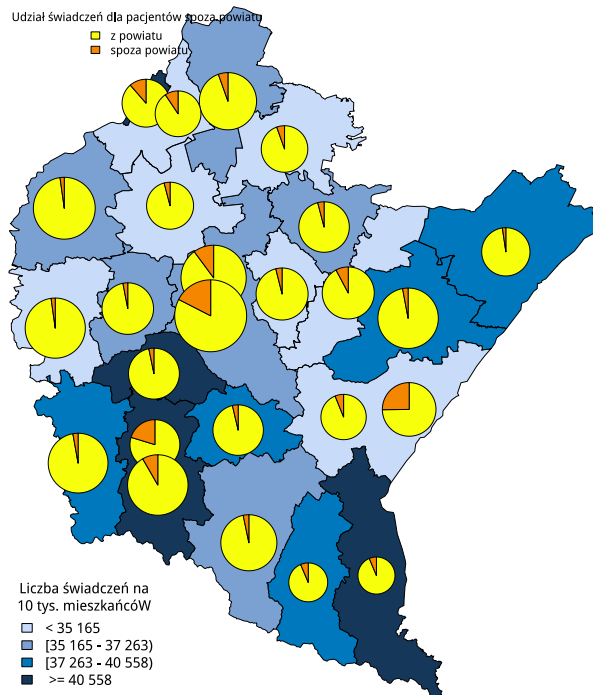 Udział świadczeń dla pacjentów spoza powiatu
z powiatu
spoza powiatu
Liczba świadczeń na
10 tys. mieszkańcóW
< 35 165
[35 165 - 37 263)
[37 263 - 40 558)
>= 40 558